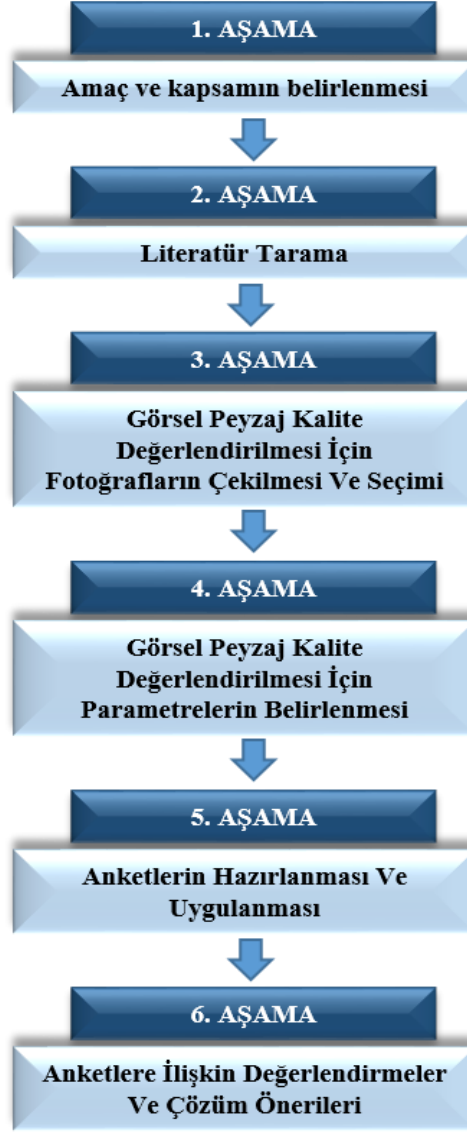 1. AŞAMA
Amaç ve kapsamın belirlenmesi
2. AŞAMA
Literatür Tarama
3. AŞAMA
Görsel Peyzaj Kalite
Değerlendirilmesi İçin
Fotoğrafların Çekilmesi Ve Seçimi
4. AŞAMA
Görsel Peyzaj Kalite
Değerlendirilmesi İçin
Parametrelerin Belirlenmesi
5. AŞAMA
Anketlerin Hazırlanması Ve
Uygulanması
6. AŞAMA
Anketlere İlişkin Değerlendirmeler
Ve Çözüm Önerileri